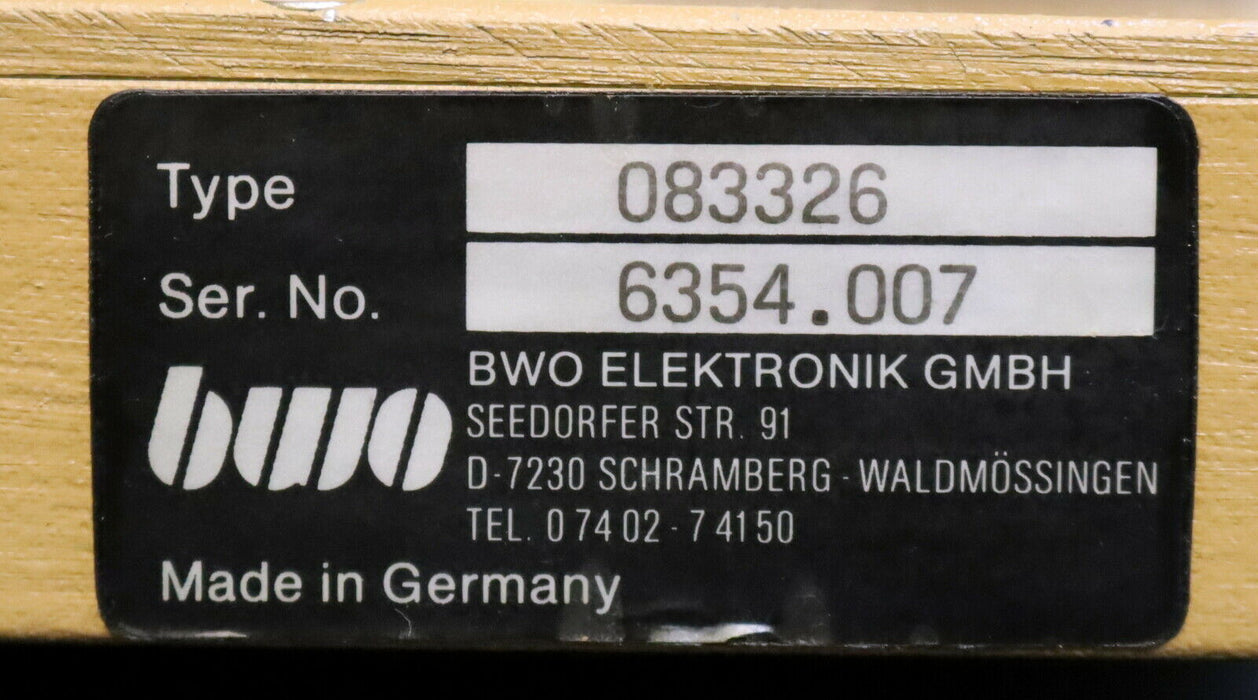 Type 083326
Ser. No. 6354.007
bwo
BWO ELEKTRONIK GMBH
SEEDORFER STR. 91
D-7230 SCHRAMBERG - WALDMÖSSINGEN
TEL. 0 74 02 - 7 41 50
Made in Germany